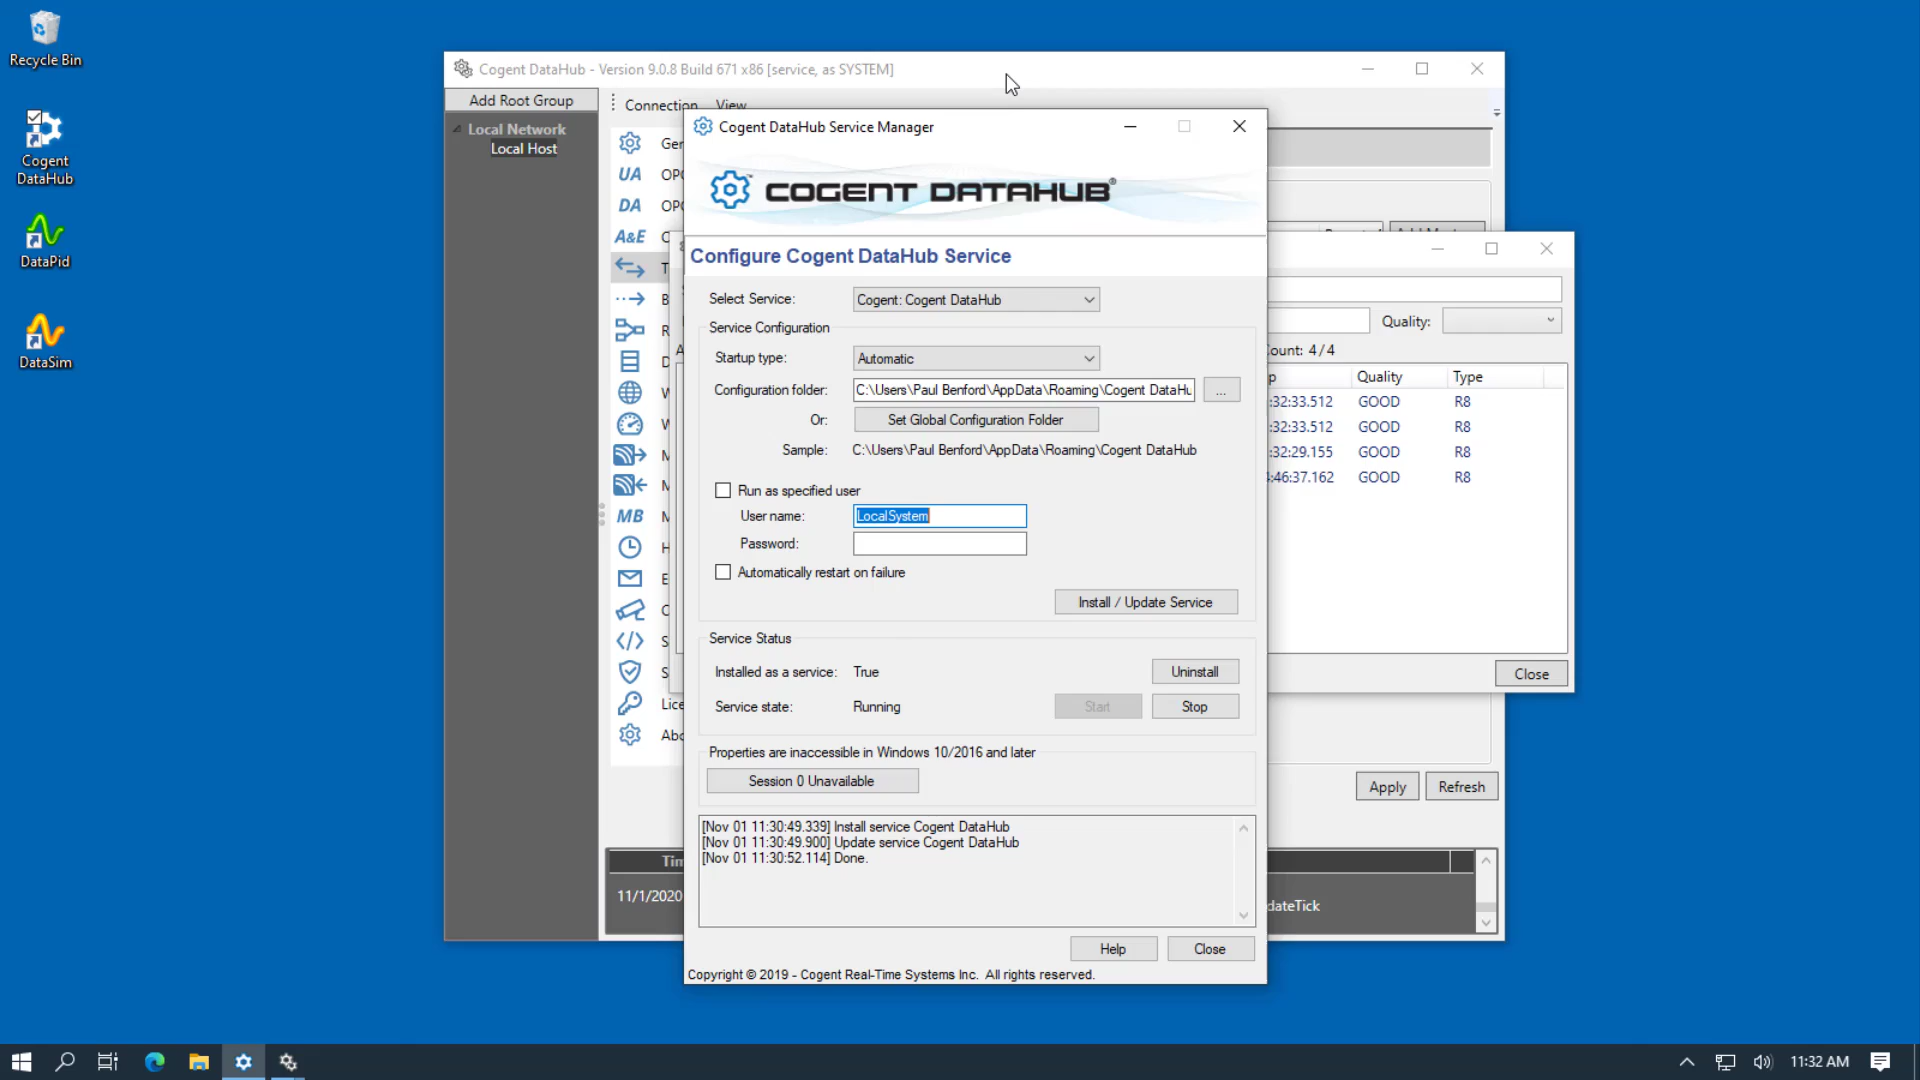 Recycle Bin
Cogent
DataHub
DataPid
DataSim
Cogent DataHub - Version 9.0.8 Build 671 x86 [service, as SYSTEM]
Add Root Group
Connection View
Local Network
Local Host
UA
DA
A&E
MB
Lice
Cogent DataHub Service Manager
COGENT DATAHUB®
Configure Cogent DataHub Service
Select Service: Cogent: Cogent DataHub
Service Configuration
Startup type: Automatic
Configuration folder: C:\Users\Paul Benford\AppData\Roaming\Cogent DataHu ...
Or: Set Global Configuration Folder
Sample: C:\Users\Paul Benford\AppData\Roaming\Cogent DataHub
Run as specified user
User name: LocalSystem
Password:
Automatically restart on failure
Install / Update Service
Service Status
Installed as a service: True Uninstall
Service state: Running Start Stop
Properties are inaccessible in Windows 10/2016 and later
Session 0 Unavailable
[Nov 01 11:30:49.339] Install service Cogent DataHub
[Nov 01 11:30:49.900] Update service Cogent DataHub
[Nov 01 11:30:52.114] Done.
Help Close
Copyright © 2019 - Cogent Real-Time Systems Inc. All rights reserved.
Quality:
Count: 4/4
p Quality Type
:32:33.512 GOOD R8
:32:33.512 GOOD R8
:32:29.155 GOOD R8
:46:37.162 GOOD R8
Close
Apply Refresh
Tim
11/1/2020
dateTick
11:32 AM